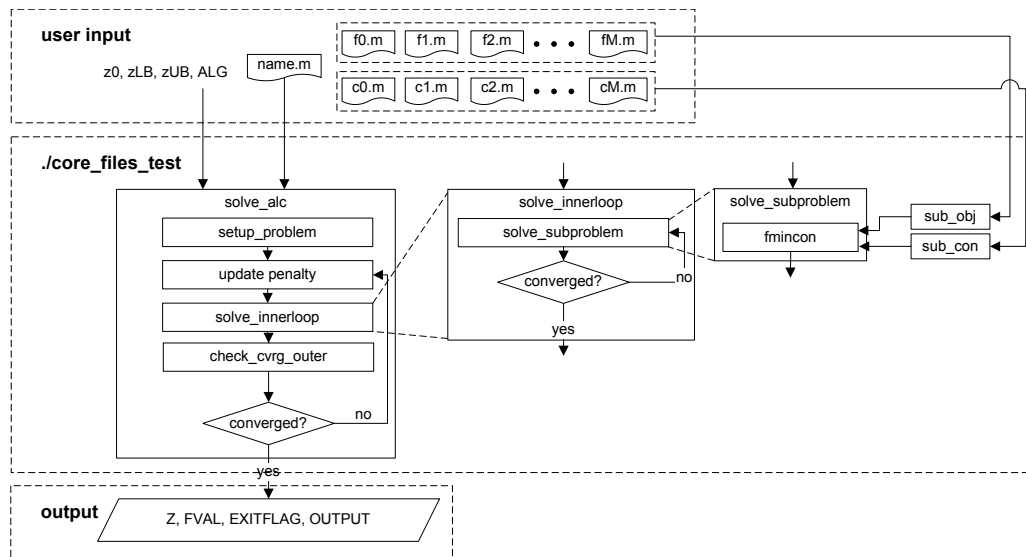 user input
z0, zLB, zUB, ALG
name.m
f0.m f1.m f2.m • • • fM.m
c0.m c1.m c2.m • • • cM.m
./core_files_test
solve_alc
setup_problem
update penalty
solve_innerloop
check_cvrg_outer
converged?
no
yes
solve_innerloop
solve_subproblem
converged?
no
yes
solve_subproblem
fmincon
sub_obj
sub_con
output
Z, FVAL, EXITFLAG, OUTPUT